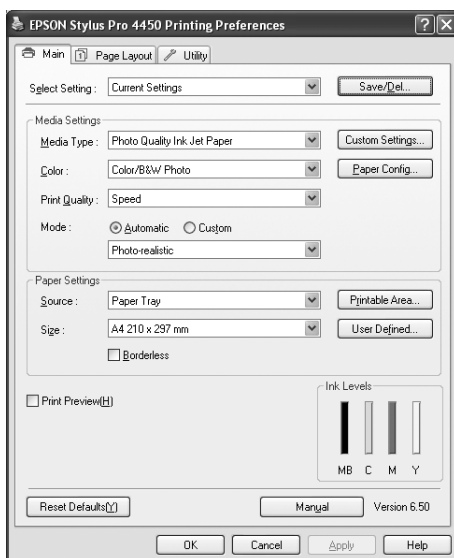 EPSON Stylus Pro 4450 Printing Preferences
Main Page Layout Utility
Select Setting : Current Settings Save/Del...
Media Settings
Media Type : Photo Quality Ink Jet Paper Custom Settings...
Color : Color/B&W Photo Paper Config...
Print Quality : Speed
Mode : Automatic Custom
Photo-realistic
Paper Settings
Source : Paper Tray Printable Area...
Size : A4 210 x 297 mm User Defined...
Borderless
Print Preview(H)
Ink Levels
MB C M Y
Reset Defaults(Y) Manual Version 6.50
OK Cancel Apply Help